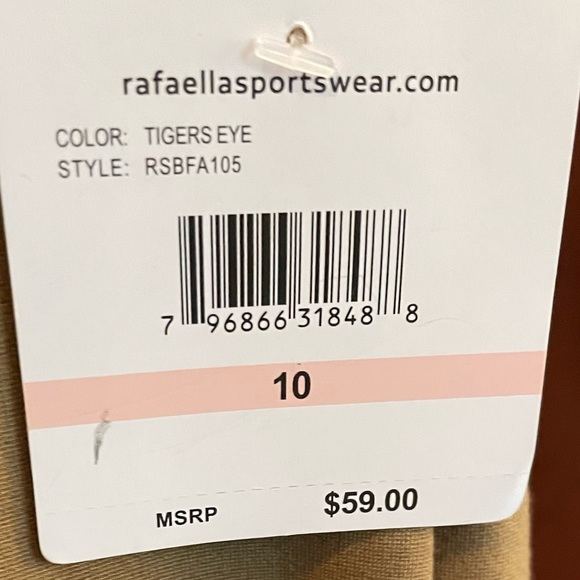 rafaellasportswear.com
COLOR: TIGERS EYE
STYLE: RSBFA105
7 96866 31848 8
10
MSRP $59.00